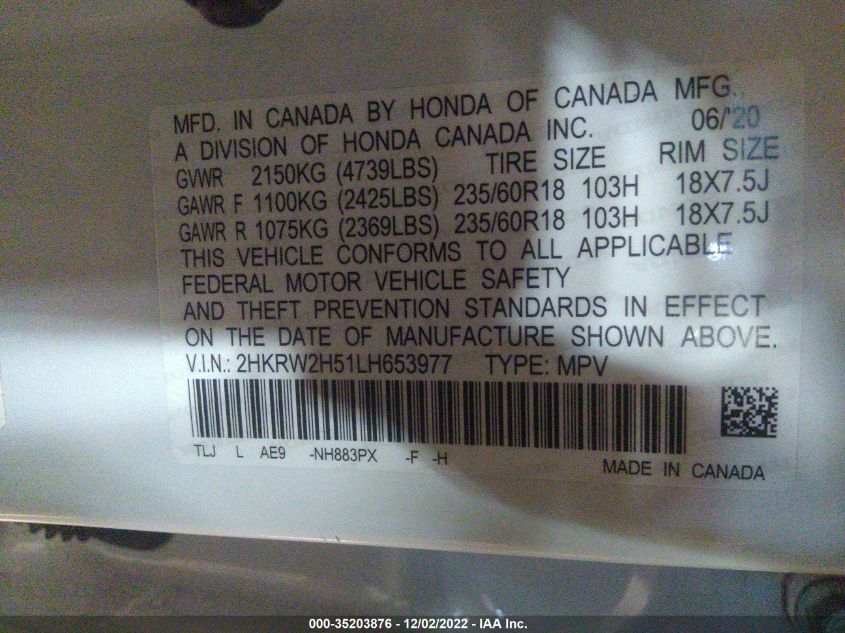 MFD. IN CANADA BY HONDA OF CANADA MFG.,
A DIVISION OF HONDA CANADA INC. 06/'20
GVWR 2150KG (4739LBS) TIRE SIZE RIM SIZE
GAWR F 1100KG (2425LBS) 235/60R18 103H 18X7.5J
GAWR R 1075KG (2369LBS) 235/60R18 103H 18X7.5J
THIS VEHICLE CONFORMS TO ALL APPLICABLE
FEDERAL MOTOR VEHICLE SAFETY
AND THEFT PREVENTION STANDARDS IN EFFECT
ON THE DATE OF MANUFACTURE SHOWN ABOVE.
V.I.N.: 2HKRW2H51LH653977 TYPE: MPV
TLJ L AE9 -NH883PX -F -H
MADE IN CANADA
000-35203876 - 12/02/2022 - IAA Inc.